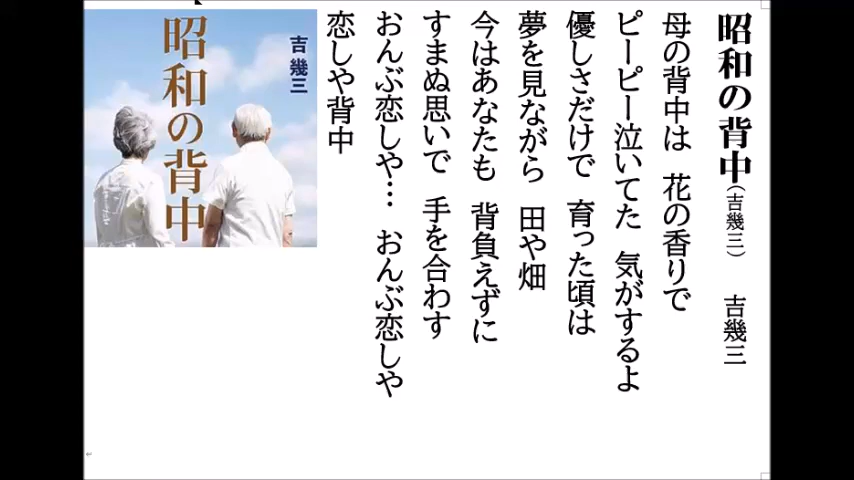 昭和の背中(吉幾三) 吉幾三
母の背中は 花の香りで
ピーピー泣いてた 気がするよ
優しさだけで 育った頃は
夢を見ながら 田や畑
今はあなたも 背負えずに
すまぬ思いで 手を合わす
おんぶ恋しや… おんぶ恋しや
恋しや背中
吉幾三
昭和の背中